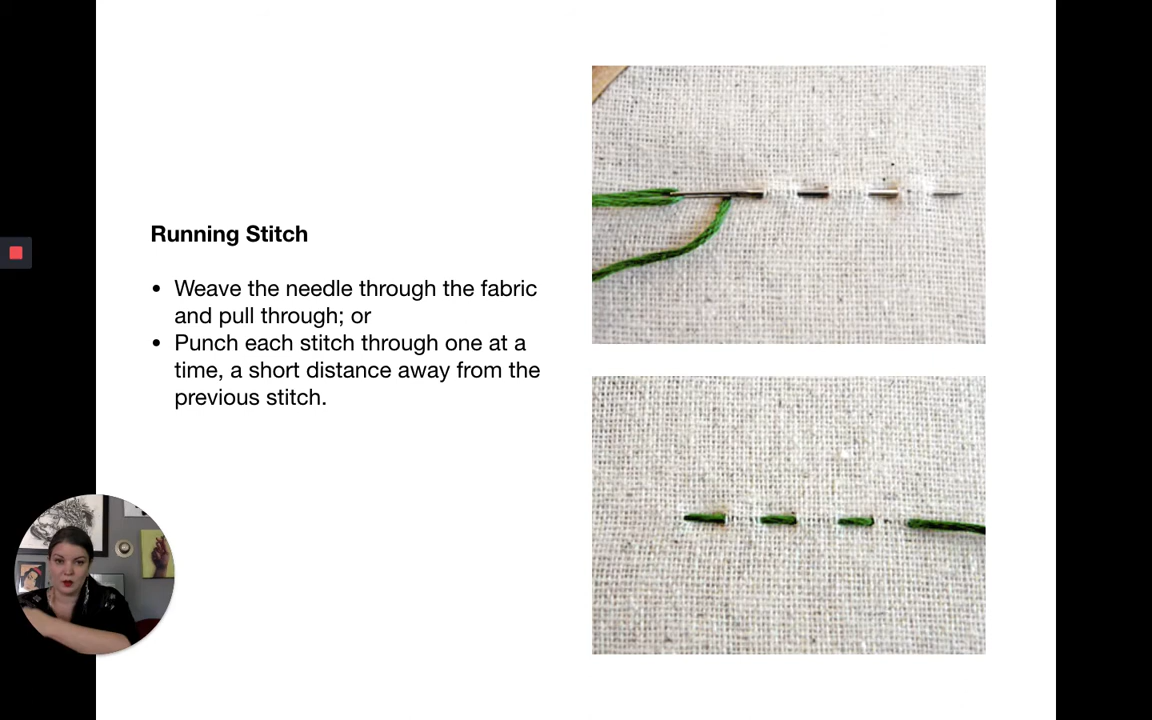 Running Stitch
• Weave the needle through the fabric
and pull through; or
• Punch each stitch through one at a
time, a short distance away from the
previous stitch.